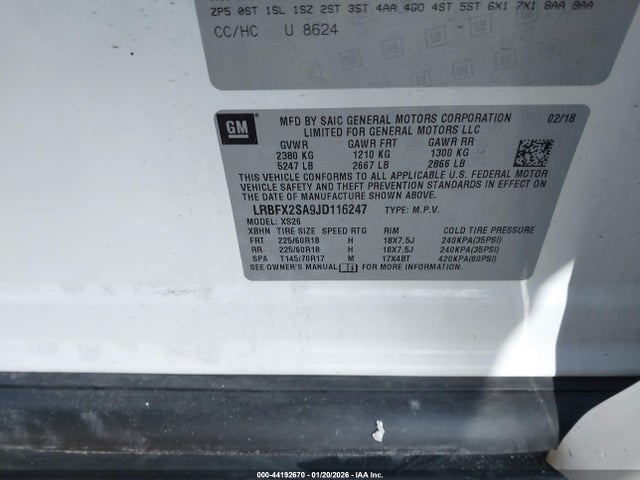 ZPS 0ST 1SL 1SZ 2ST 3ST 4AA 4GO 4ST 5ST 6X1 7X1 8AA 9AA
CC/HC U 8624
GM
MFD BY SAIC GENERAL MOTORS CORPORATION 02/18
LIMITED FOR GENERAL MOTORS LLC
GVWR GAWR FRT GAWR RR
2380 KG 1210 KG 1300 KG
5247 LB 2667 LB 2866 LB
THIS VEHICLE CONFORMS TO ALL APPLICABLE U.S. FEDERAL MOTOR
VEHICLE SAFETY AND THEFT PREVENTION STANDARDS IN EFFECT ON
THE DATE OF MANUFACTURE SHOWN ABOVE.
LRBFX2SA9JD116247 TYPE: M.P.V.
MODEL: XS26
XBHN TIRE SIZE SPEED RTG RIM COLD TIRE PRESSURE
FRT 225/60R18 H 18X7.5J 240KPA(35PSI)
RR 225/60R18 H 18X7.5J 240KPA(35PSI)
SPA T145/70R17 M 17X4BT 420KPA(60PSI)
SEE OWNER'S MANUAL FOR MORE INFORMATION.
000-44192670 - 01/20/2026 - IAA Inc.